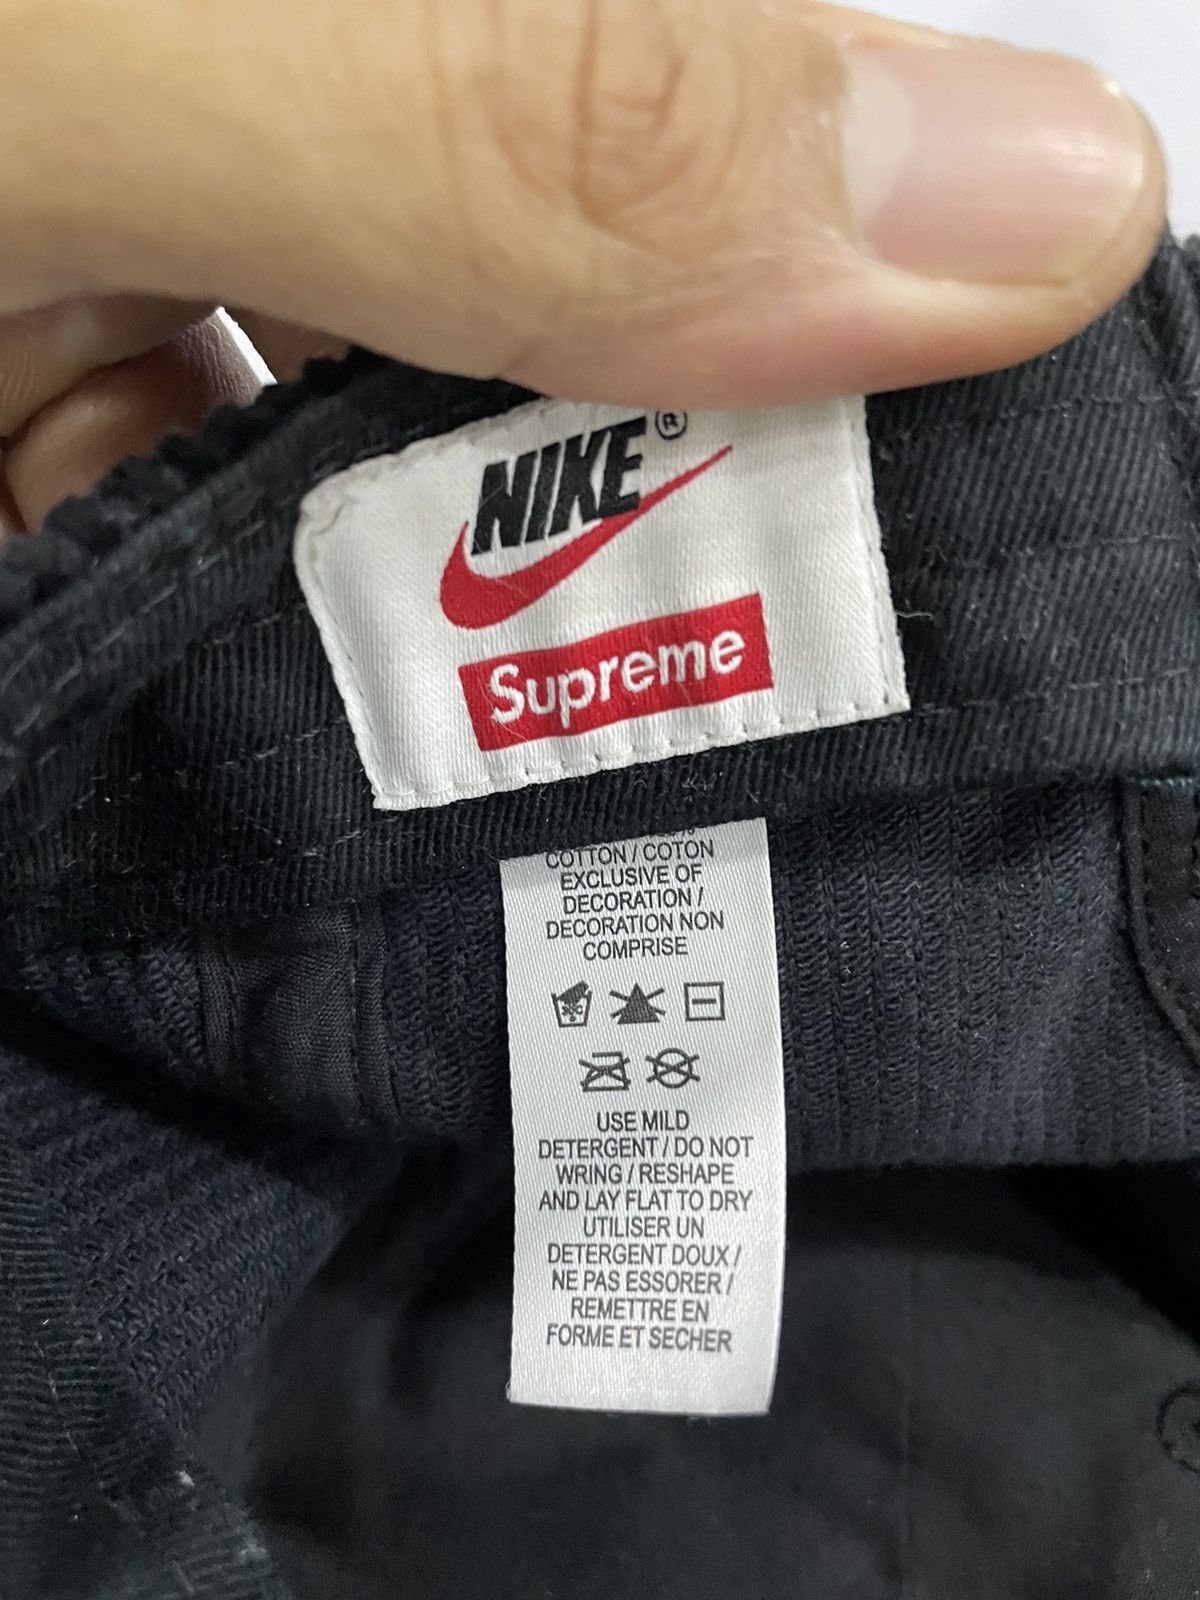 NIKE®
Supreme
COTTON / COTON
EXCLUSIVE OF
DECORATION /
DECORATION NON
COMPRISE
USE MILD
DETERGENT / DO NOT
WRING / RESHAPE
AND LAY FLAT TO DRY
UTILISER UN
DETERGENT DOUX /
NE PAS ESSORER /
REMETTRE EN
FORME ET SECHER